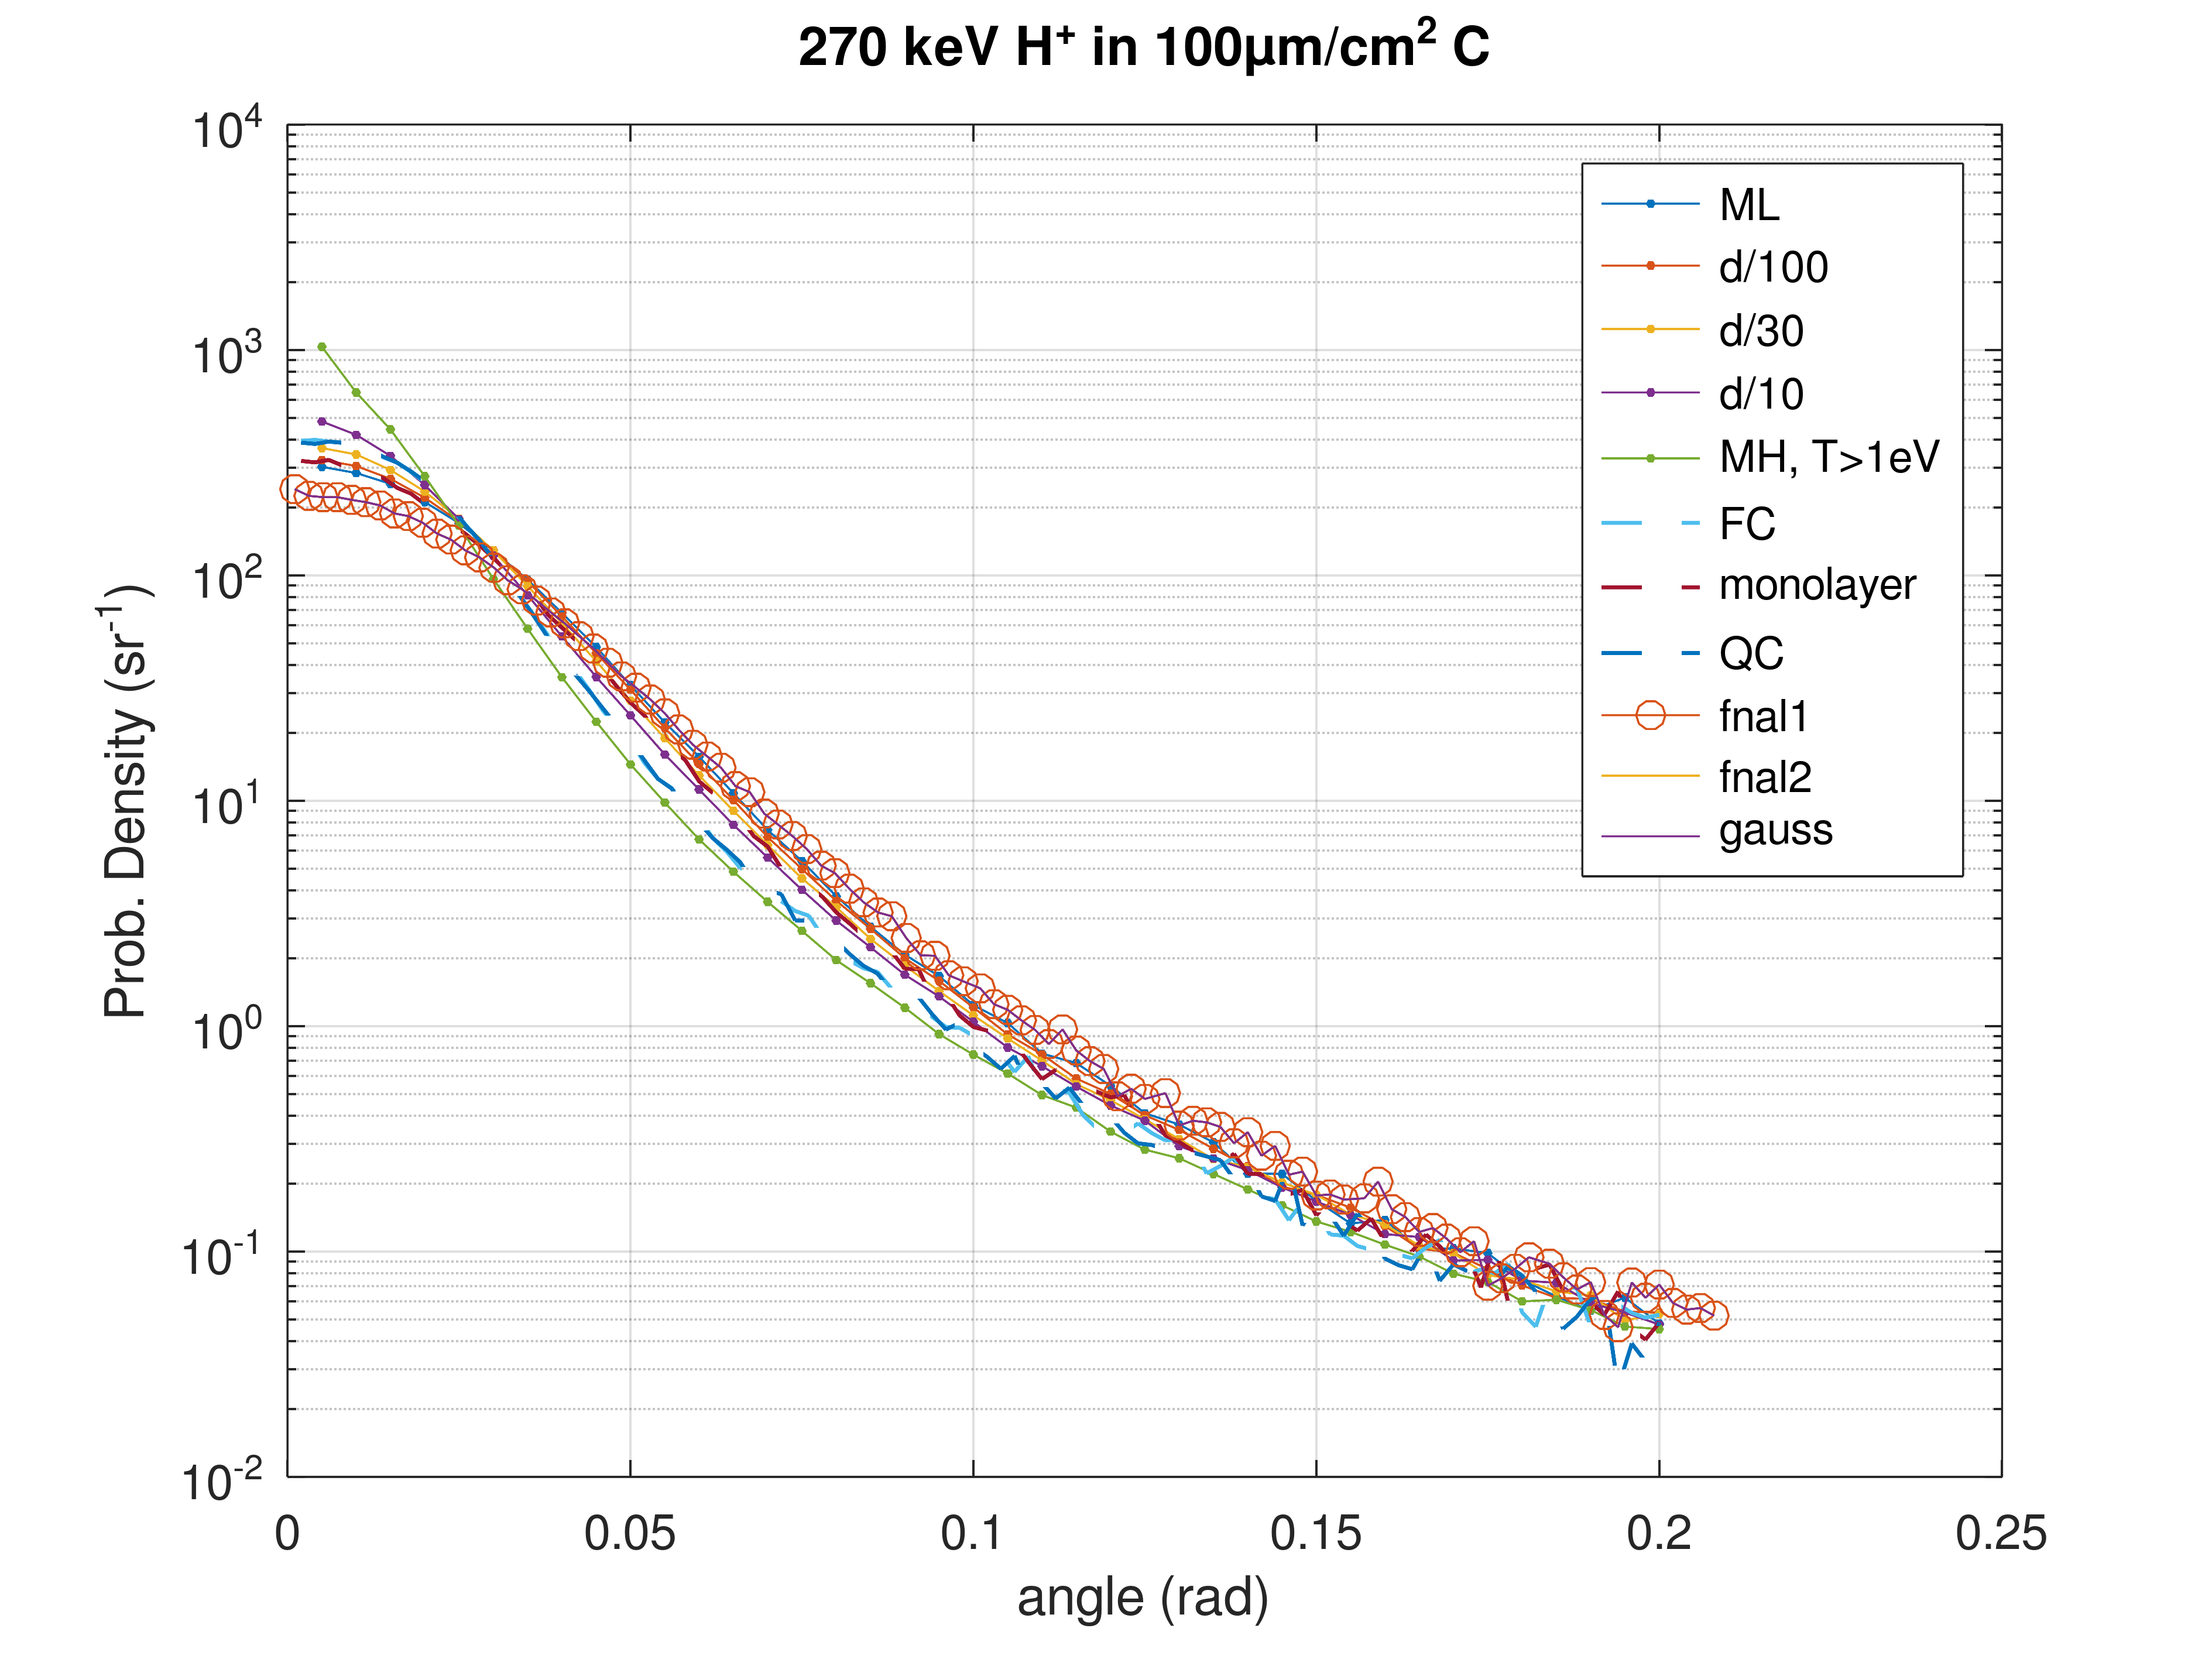 270 keV H⁺ in 100μm/cm² C
Prob. Density (sr⁻¹)
10⁴
10³
10²
10¹
10⁰
10⁻¹
10⁻²
0 0.05 0.1 0.15 0.2 0.25
angle (rad)
ML
d/100
d/30
d/10
MH, T>1eV
FC
monolayer
QC
fnal1
fnal2
gauss